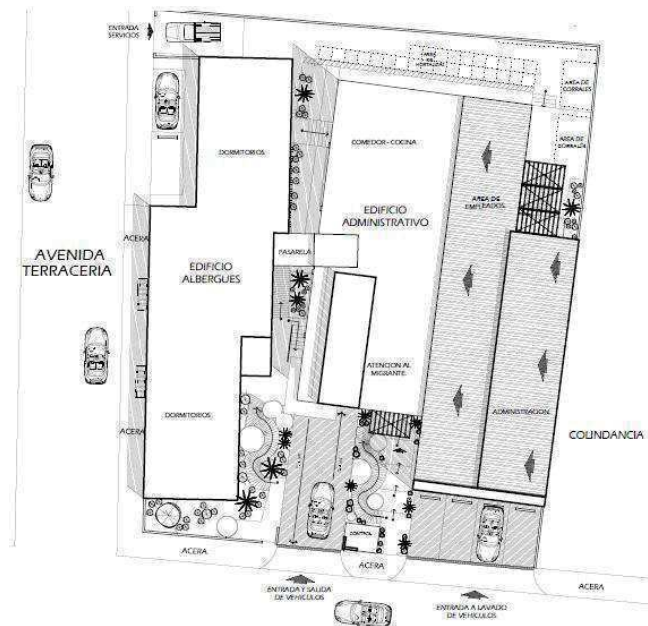 ENTRADA
SERVICIOS
AREA DE
CORRALES
AREA DE
CORRALES
DORMITORIOS
COMEDOR - COCINA
AREA
DE EMPLEADOS
EDIFICIO
ADMINISTRATIVO
ACERA
AVENIDA
TERRACERIA
EDIFICIO
ALBERGUES
PASARELA
ATENCION AL
MIGRANTE
ADMINISTRACION
COLINDANCIA
DORMITORIOS
ACERA
CONTROL
ACERA
ACERA
ACERA
ENTRADA Y SALIDA
DE VEHICULOS
ENTRADA A LAVADO
DE VEHICULOS